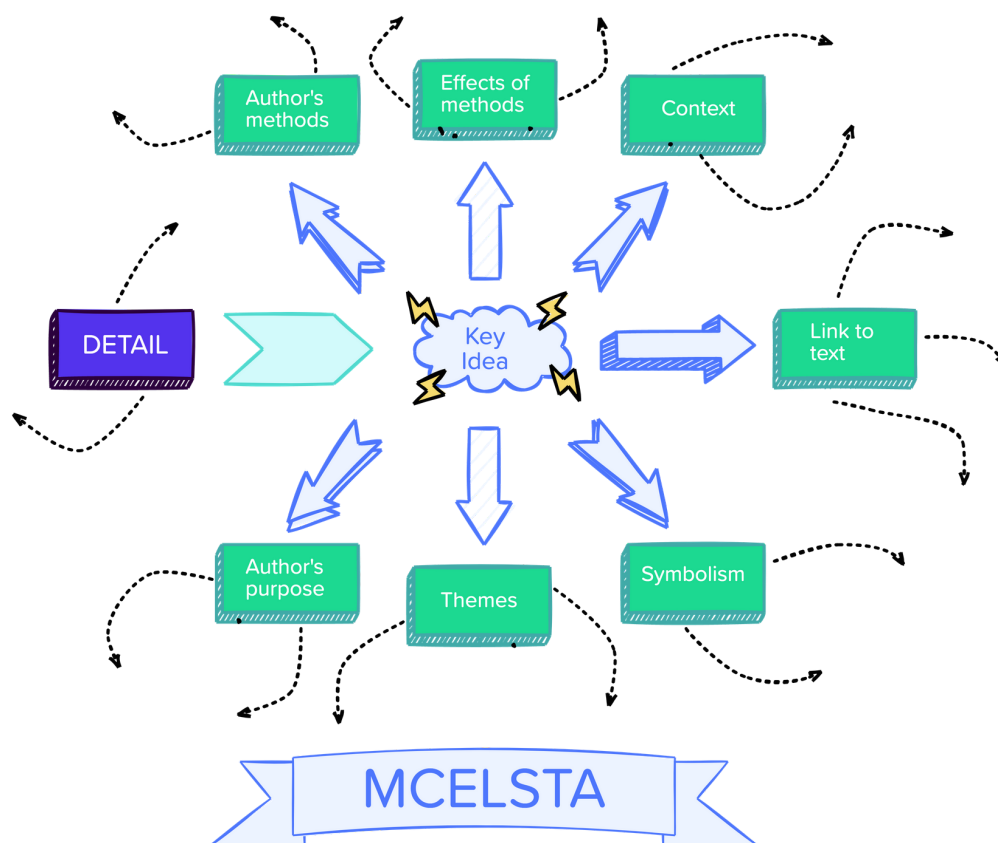 Author's
methods
Effects of
methods
Context
DETAIL
Key
Idea
Link to
text
Author's
purpose
Themes
Symbolism
MCELSTA